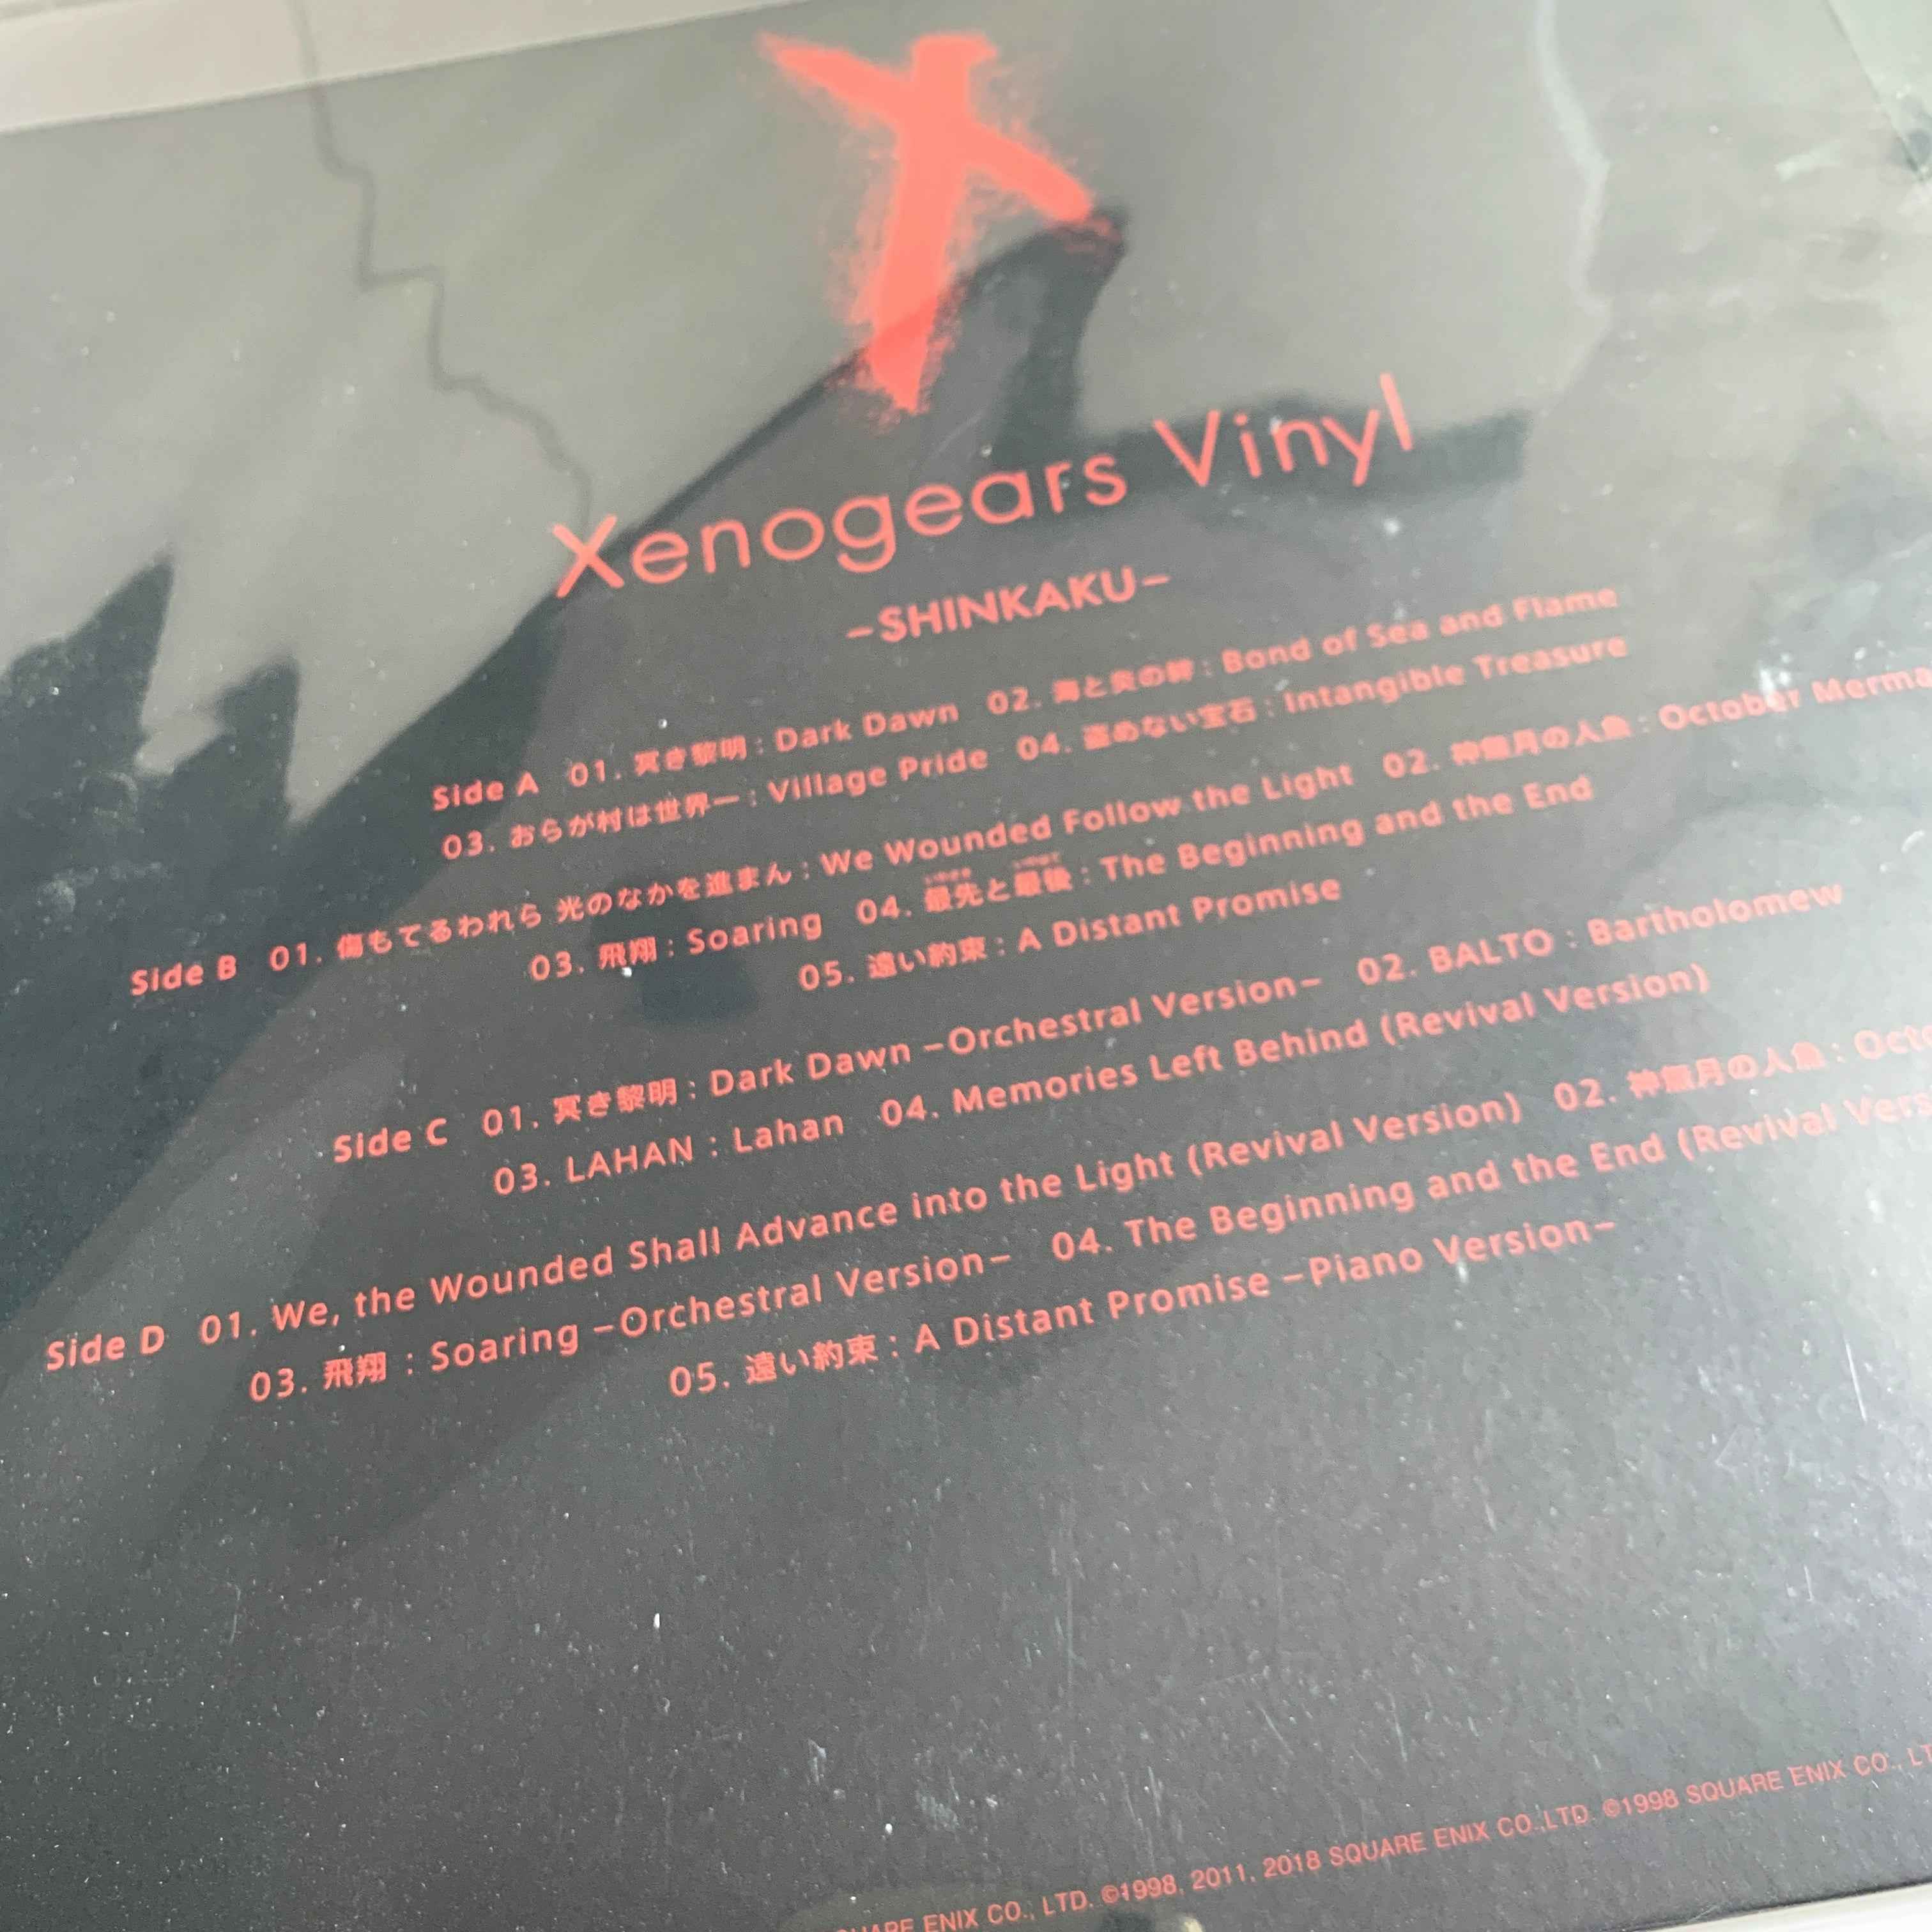 Xenogears Vinyl
–SHINKAKU–
Side A 01. 冥き黎明 : Dark Dawn 02. 海と炎の絆 : Bond of Sea and Flame
03. おらが村は世界一 : Village Pride 04. 盗めない宝石 : Intangible Treasure
Side B 01. 傷もてるわれら 光のなかを進まん : We Wounded Follow the Light 02. 神無月の人魚 : October Merma
03. 飛翔 : Soaring 04. 最先と最後 : The Beginning and the End
05. 遠い約束 : A Distant Promise
Side C 01. 冥き黎明 : Dark Dawn –Orchestral Version– 02. BALTO : Bartholomew
03. LAHAN : Lahan 04. Memories Left Behind (Revival Version)
Side D 01. We, the Wounded Shall Advance into the Light (Revival Version) 02. 神無月の人魚 : Octo
03. 飛翔 : Soaring –Orchestral Version– 04. The Beginning and the End (Revival Vers
05. 遠い約束 : A Distant Promise –Piano Version–
QUARE ENIX CO., LTD. ©1998, 2011, 2018 SQUARE ENIX CO.,LTD. ©1998 SQUARE ENIX CO., LT